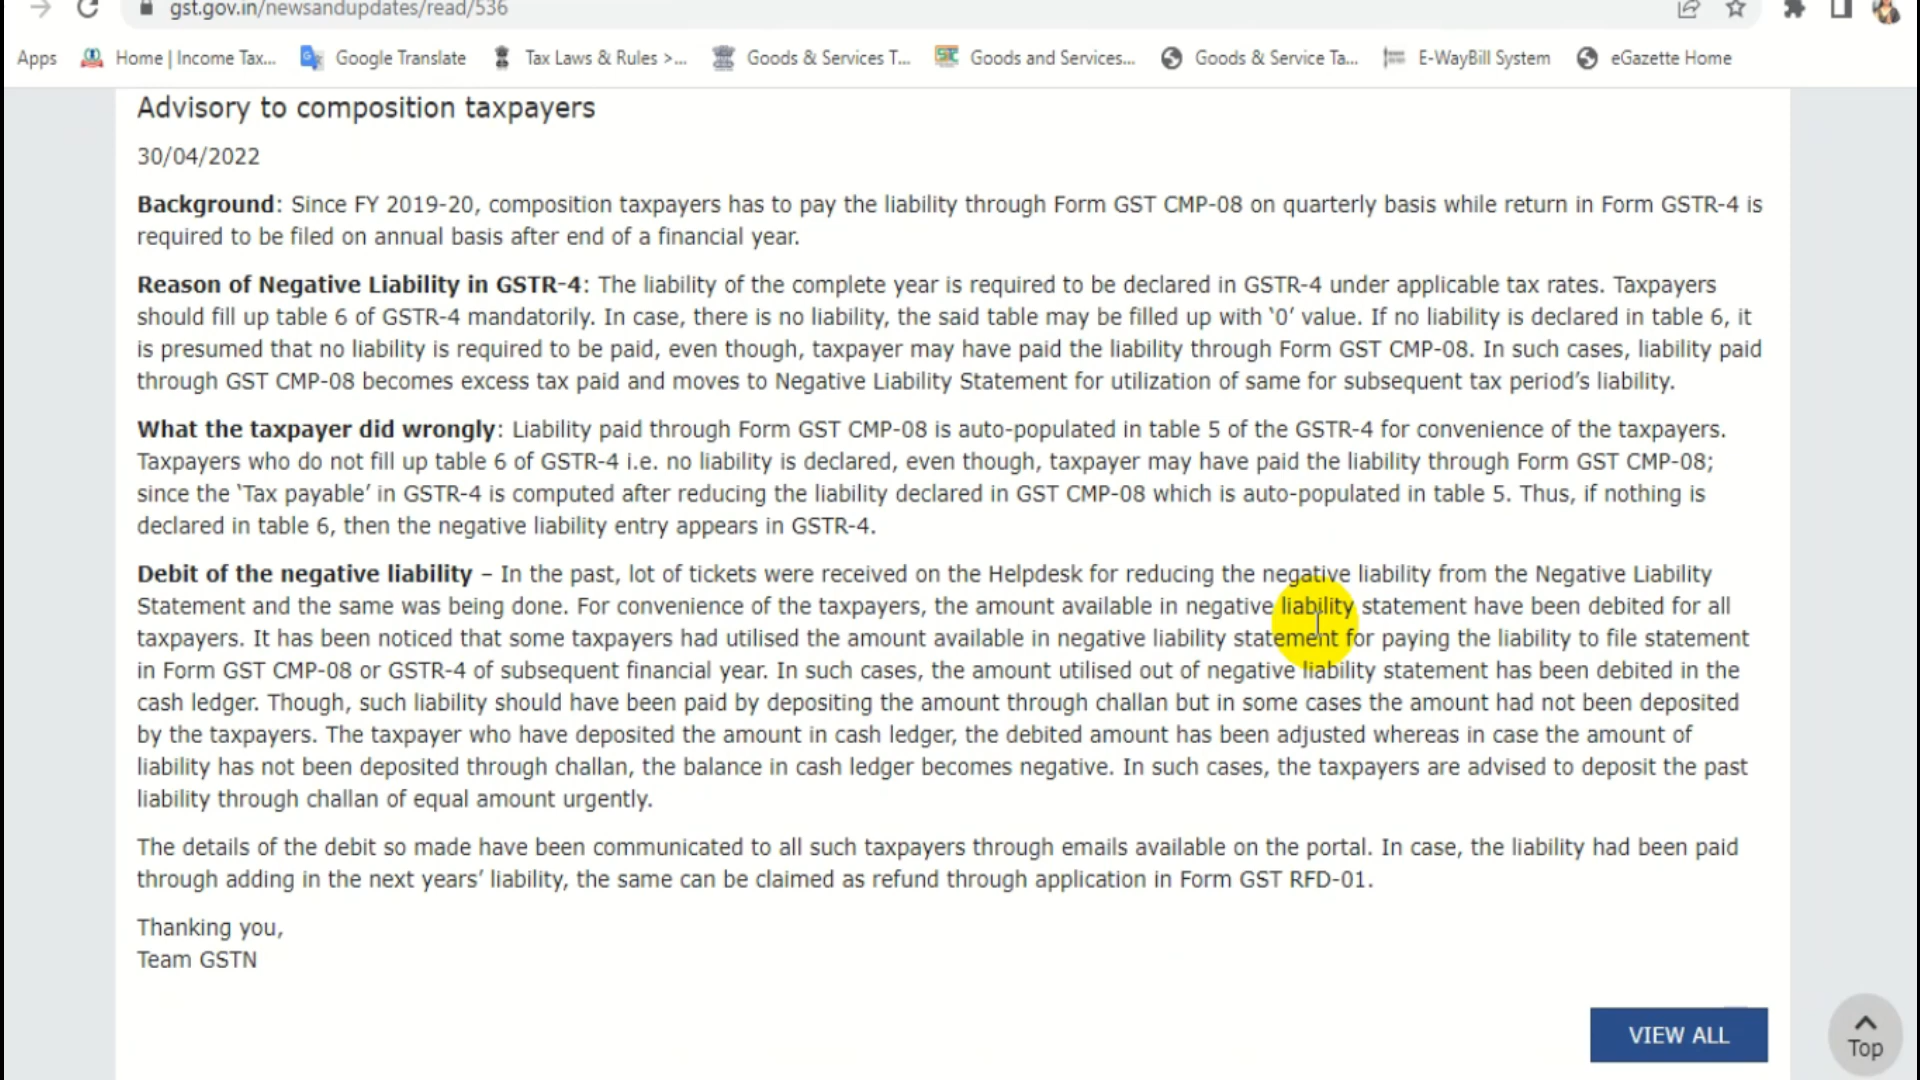 gst.gov.in/newsandupdates/read/536
Apps Home | Income Tax... Google Translate Tax Laws & Rules >... Goods & Services T... Goods and Services... Goods & Service Ta... E-WayBill System eGazette Home
Advisory to composition taxpayers
30/04/2022
Background: Since FY 2019-20, composition taxpayers has to pay the liability through Form GST CMP-08 on quarterly basis while return in Form GSTR-4 is
required to be filed on annual basis after end of a financial year.
Reason of Negative Liability in GSTR-4: The liability of the complete year is required to be declared in GSTR-4 under applicable tax rates. Taxpayers
should fill up table 6 of GSTR-4 mandatorily. In case, there is no liability, the said table may be filled up with ‘0’ value. If no liability is declared in table 6, it
is presumed that no liability is required to be paid, even though, taxpayer may have paid the liability through Form GST CMP-08. In such cases, liability paid
through GST CMP-08 becomes excess tax paid and moves to Negative Liability Statement for utilization of same for subsequent tax period’s liability.
What the taxpayer did wrongly: Liability paid through Form GST CMP-08 is auto-populated in table 5 of the GSTR-4 for convenience of the taxpayers.
Taxpayers who do not fill up table 6 of GSTR-4 i.e. no liability is declared, even though, taxpayer may have paid the liability through Form GST CMP-08;
since the ‘Tax payable’ in GSTR-4 is computed after reducing the liability declared in GST CMP-08 which is auto-populated in table 5. Thus, if nothing is
declared in table 6, then the negative liability entry appears in GSTR-4.
Debit of the negative liability – In the past, lot of tickets were received on the Helpdesk for reducing the negative liability from the Negative Liability
Statement and the same was being done. For convenience of the taxpayers, the amount available in negative liability statement have been debited for all
taxpayers. It has been noticed that some taxpayers had utilised the amount available in negative liability statement for paying the liability to file statement
in Form GST CMP-08 or GSTR-4 of subsequent financial year. In such cases, the amount utilised out of negative liability statement has been debited in the
cash ledger. Though, such liability should have been paid by depositing the amount through challan but in some cases the amount had not been deposited
by the taxpayers. The taxpayer who have deposited the amount in cash ledger, the debited amount has been adjusted whereas in case the amount of
liability has not been deposited through challan, the balance in cash ledger becomes negative. In such cases, the taxpayers are advised to deposit the past
liability through challan of equal amount urgently.
The details of the debit so made have been communicated to all such taxpayers through emails available on the portal. In case, the liability had been paid
through adding in the next years’ liability, the same can be claimed as refund through application in Form GST RFD-01.
Thanking you,
Team GSTN
VIEW ALL
Top